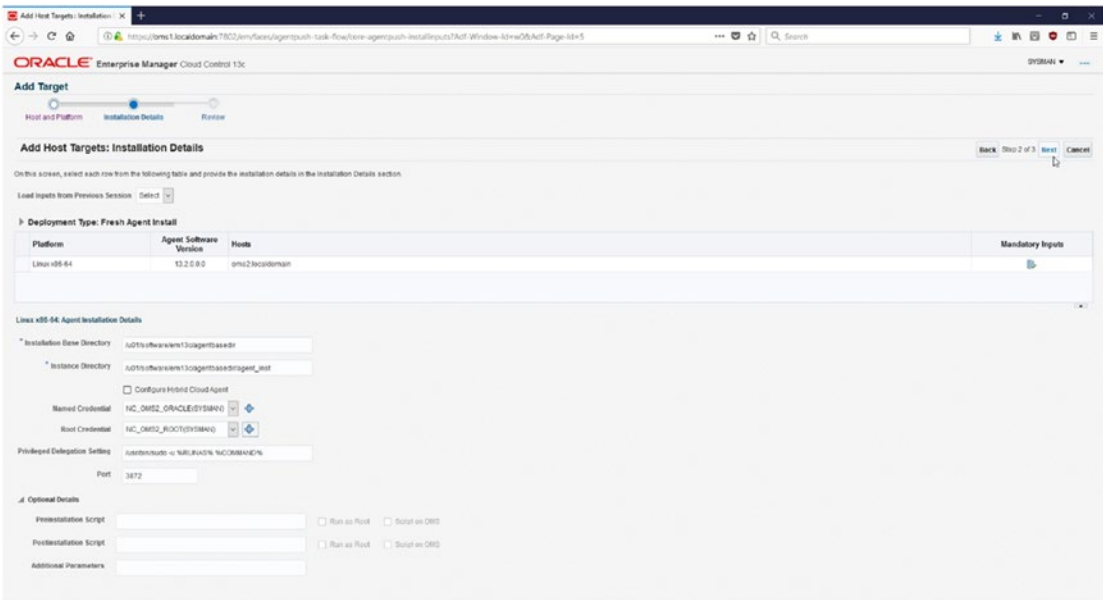 Add Host Targets: Installation
https://oms1.localdomain:7802/em/faces/agentpush-task-flow/core-agentpush-installinputs?Adf-Window-Id=w0&Adf-Page-Id=5
Search
ORACLE Enterprise Manager Cloud Control 13c
SYSMAN
Add Target
Host and Platform
Installation Details
Review
Add Host Targets: Installation Details
Back Step 2 of 3 Next Cancel
On this screen, select each row from the following table and provide the installation details in the Installation Details section.
Load Inputs from Previous Session Select
Deployment Type: Fresh Agent Install
Platform Agent Software Version Hosts Mandatory Inputs
Linux x86-64 13.2.0.0.0 oms2.localdomain
Linux x86-64: Agent Installation Details
* Installation Base Directory /u01/software/em13c/agentbasedir
* Instance Directory /u01/software/em13c/agentbasedir/agent_inst
Configure Hybrid Cloud Agent
Named Credential NC_OMS2_ORACLE(SYSMAN)
Root Credential NC_OMS2_ROOT(SYSMAN)
Privileged Delegation Setting /usr/bin/sudo -u %RUNAS% %COMMAND%
Port 3872
Optional Details
Preinstallation Script Run as Root Script on OMS
Postinstallation Script Run as Root Script on OMS
Additional Parameters